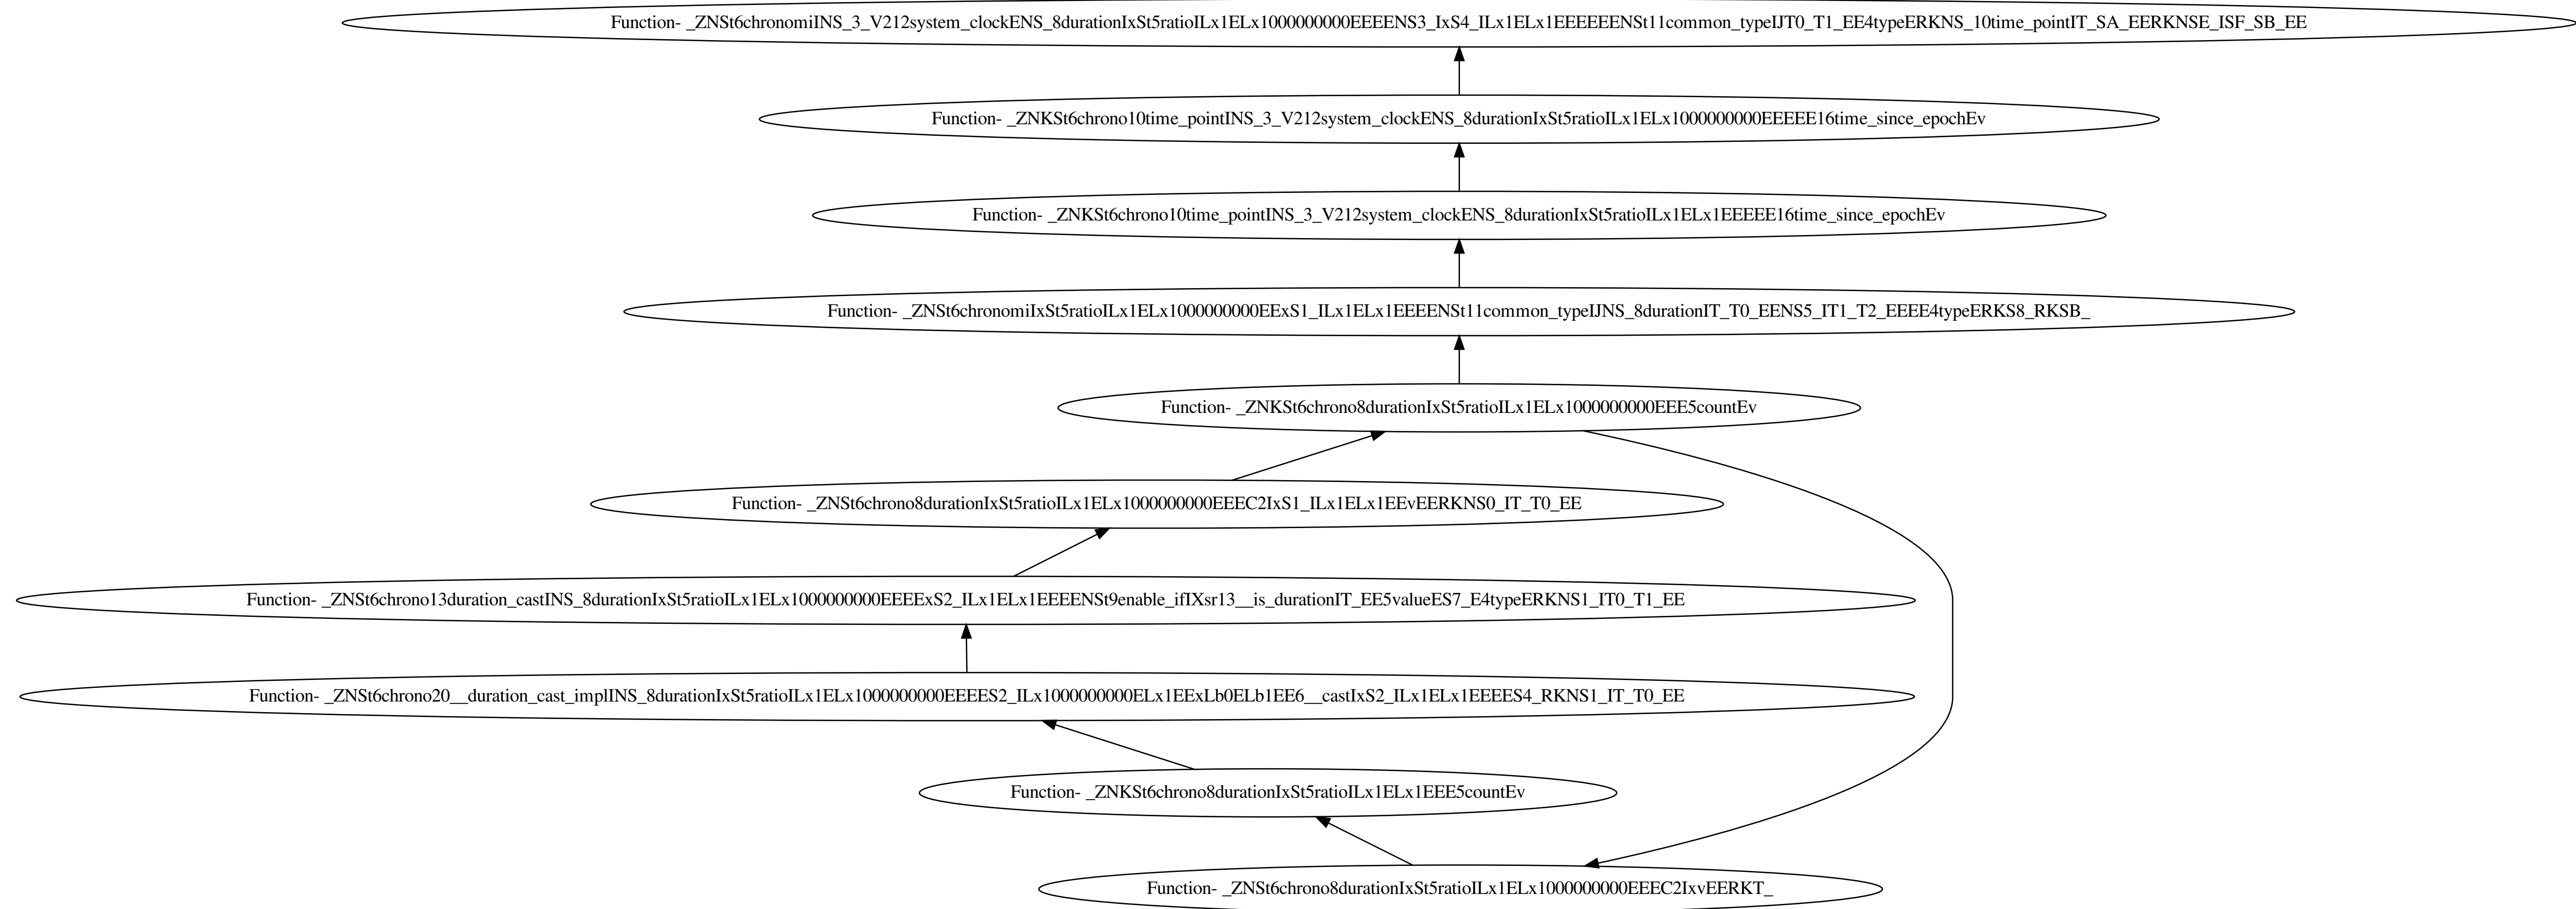 Function- _ZNSt6chronomiINS_3_V212system_clockENS_8durationIxSt5ratioILx1ELx1000000000EEEENS3_IxS4_ILx1ELx1EEEEEENSt11common_typeIJT0_T1_EE4typeERKNS_10time_pointIT_SA_EERKNSE_ISF_SB_EE
Function- _ZNKSt6chrono10time_pointINS_3_V212system_clockENS_8durationIxSt5ratioILx1ELx1000000000EEEEE16time_since_epochEv
Function- _ZNKSt6chrono10time_pointINS_3_V212system_clockENS_8durationIxSt5ratioILx1ELx1EEEEE16time_since_epochEv
Function- _ZNSt6chronomiIxSt5ratioILx1ELx1000000000EExS1_ILx1ELx1EEEENSt11common_typeIJNS_8durationIT_T0_EENS5_IT1_T2_EEEE4typeERKS8_RKSB_
Function- _ZNKSt6chrono8durationIxSt5ratioILx1ELx1000000000EEE5countEv
Function- _ZNSt6chrono8durationIxSt5ratioILx1ELx1000000000EEEC2IxS1_ILx1ELx1EEvEERKNS0_IT_T0_EE
Function- _ZNSt6chrono13duration_castINS_8durationIxSt5ratioILx1ELx1000000000EEEExS2_ILx1ELx1EEEENSt9enable_ifIXsr13__is_durationIT_EE5valueES7_E4typeERKNS1_IT0_T1_EE
Function- _ZNSt6chrono20__duration_cast_implINS_8durationIxSt5ratioILx1ELx1000000000EEEES2_ILx1000000000ELx1EExLb0ELb1EE6__castIxS2_ILx1ELx1EEEES4_RKNS1_IT_T0_EE
Function- _ZNKSt6chrono8durationIxSt5ratioILx1ELx1EEE5countEv
Function- _ZNSt6chrono8durationIxSt5ratioILx1ELx1000000000EEEC2IxvEERKT_